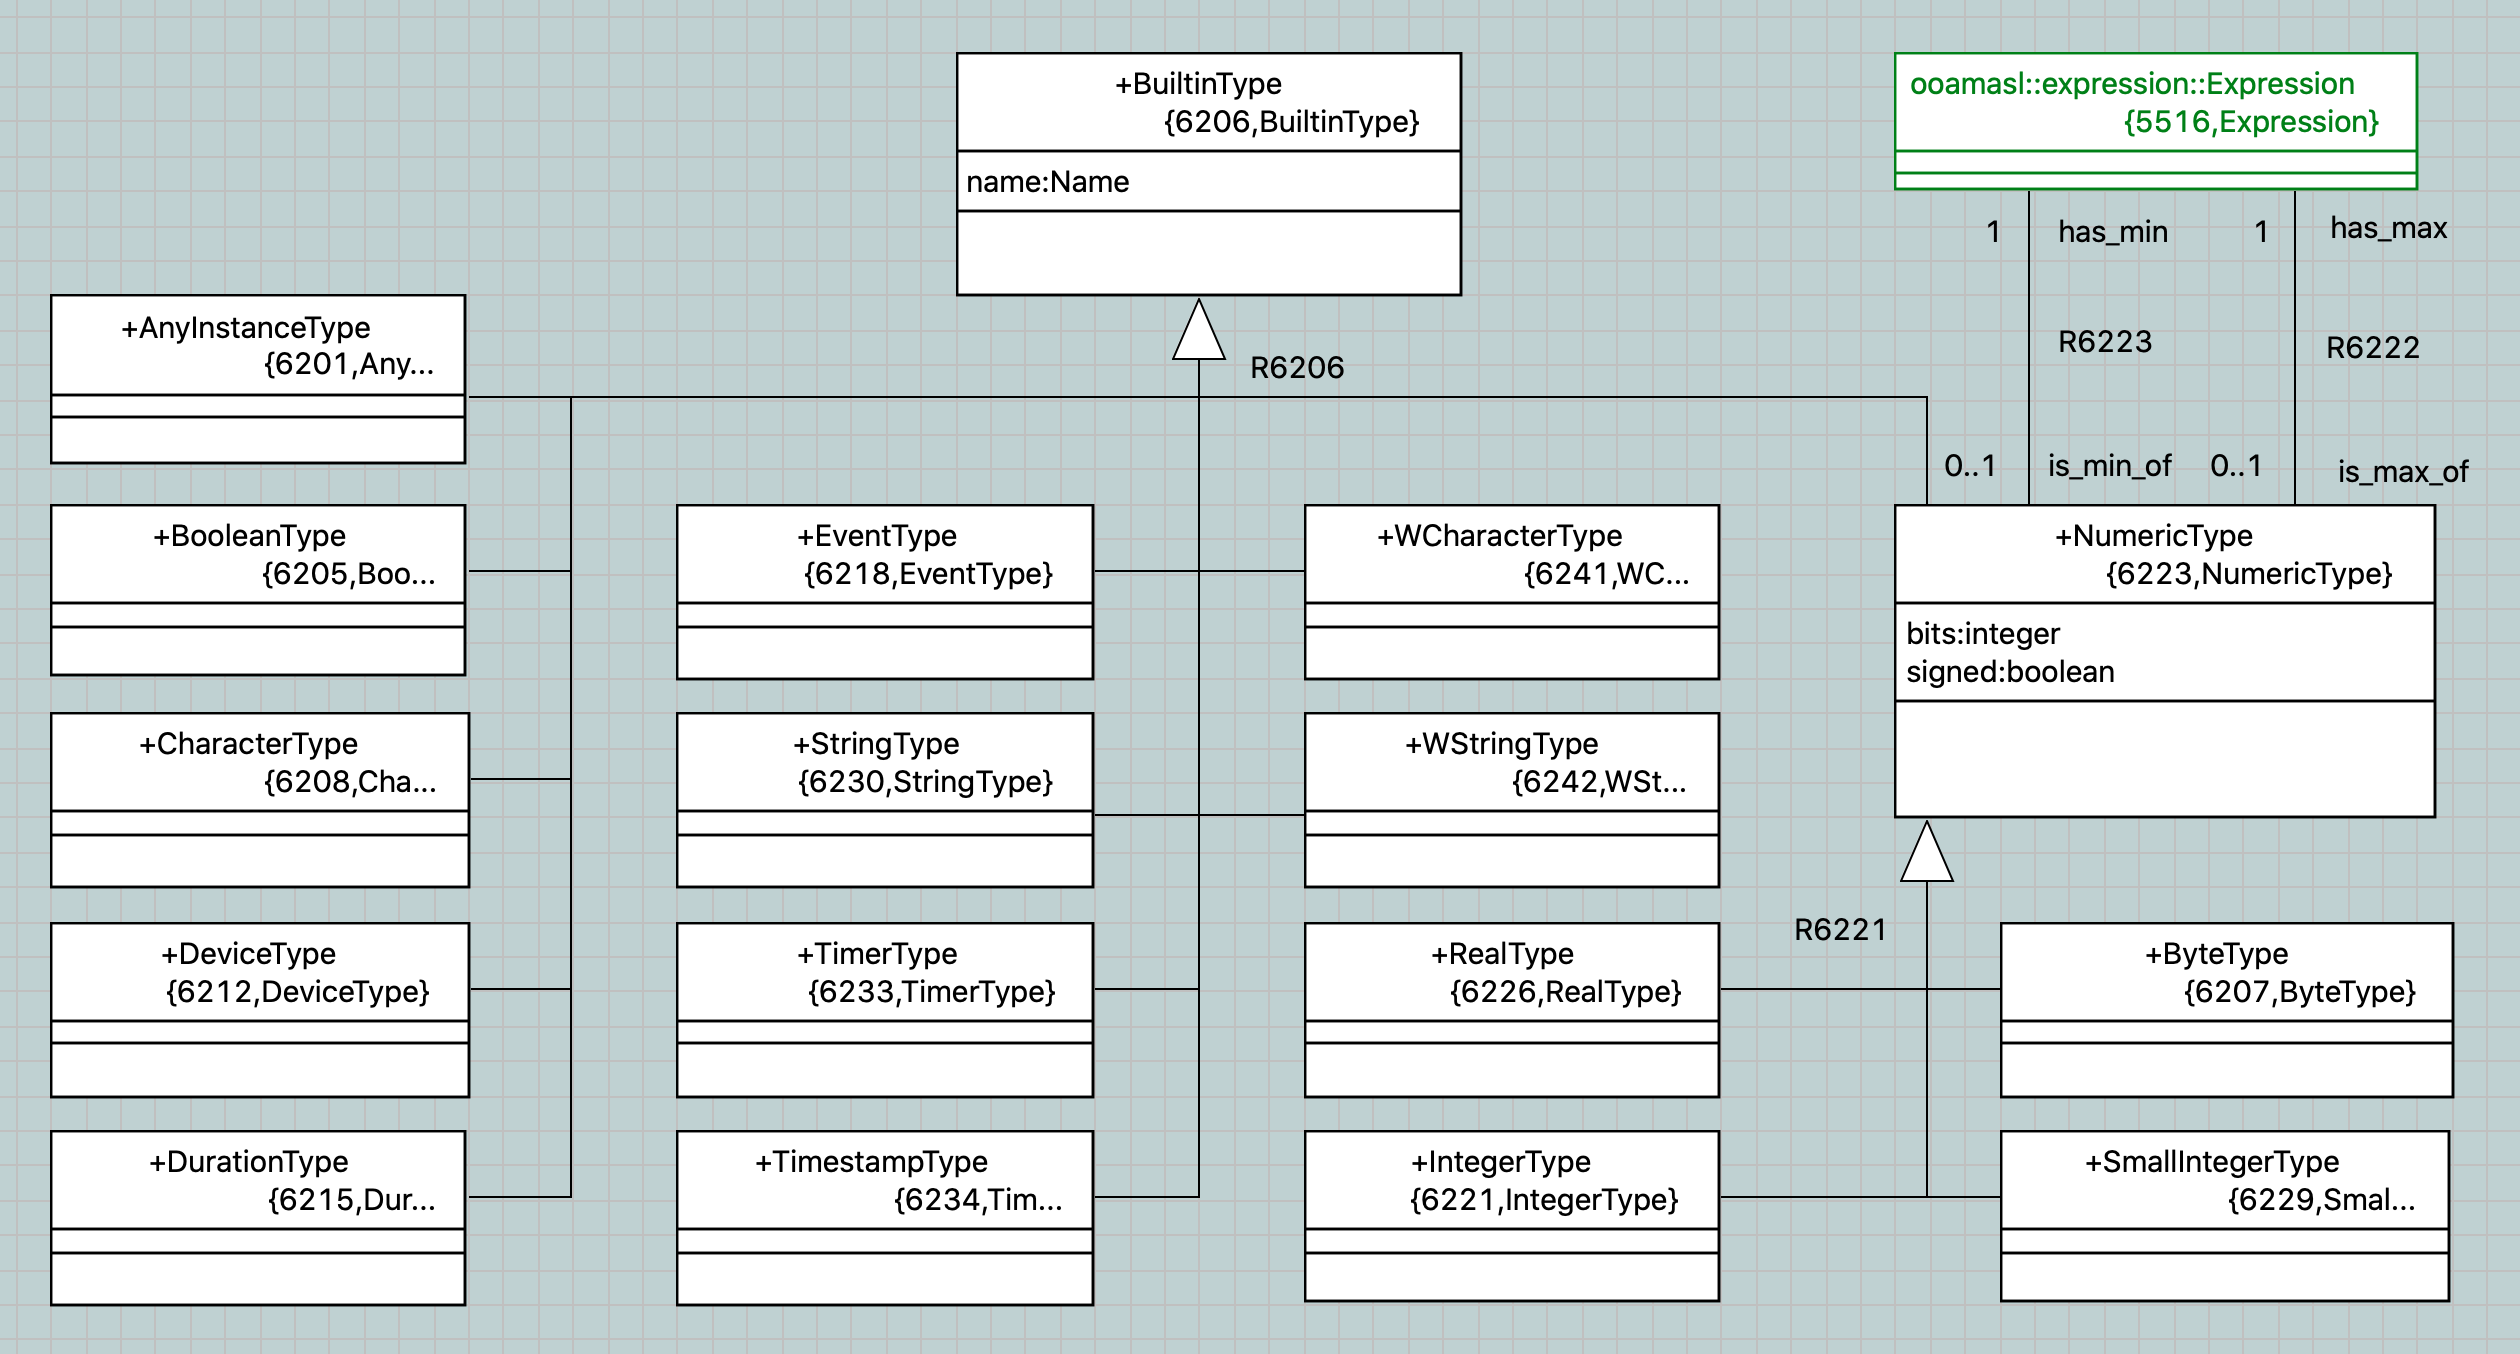 +BuiltinType
{6206,BuiltinType}
name:Name
ooamasl::expression::Expression
{5516,Expression}
1
has_min
1
has_max
R6223
R6222
0..1
is_min_of
0..1
is_max_of
R6206
+AnyInstanceType
{6201,Any...
+BooleanType
{6205,Boo...
+EventType
{6218,EventType}
+WCharacterType
{6241,WC...
+NumericType
{6223,NumericType}
bits:integer
signed:boolean
+CharacterType
{6208,Cha...
+StringType
{6230,StringType}
+WStringType
{6242,WSt...
R6221
+DeviceType
{6212,DeviceType}
+TimerType
{6233,TimerType}
+RealType
{6226,RealType}
+ByteType
{6207,ByteType}
+DurationType
{6215,Dur...
+TimestampType
{6234,Tim...
+IntegerType
{6221,IntegerType}
+SmallIntegerType
{6229,Smal...